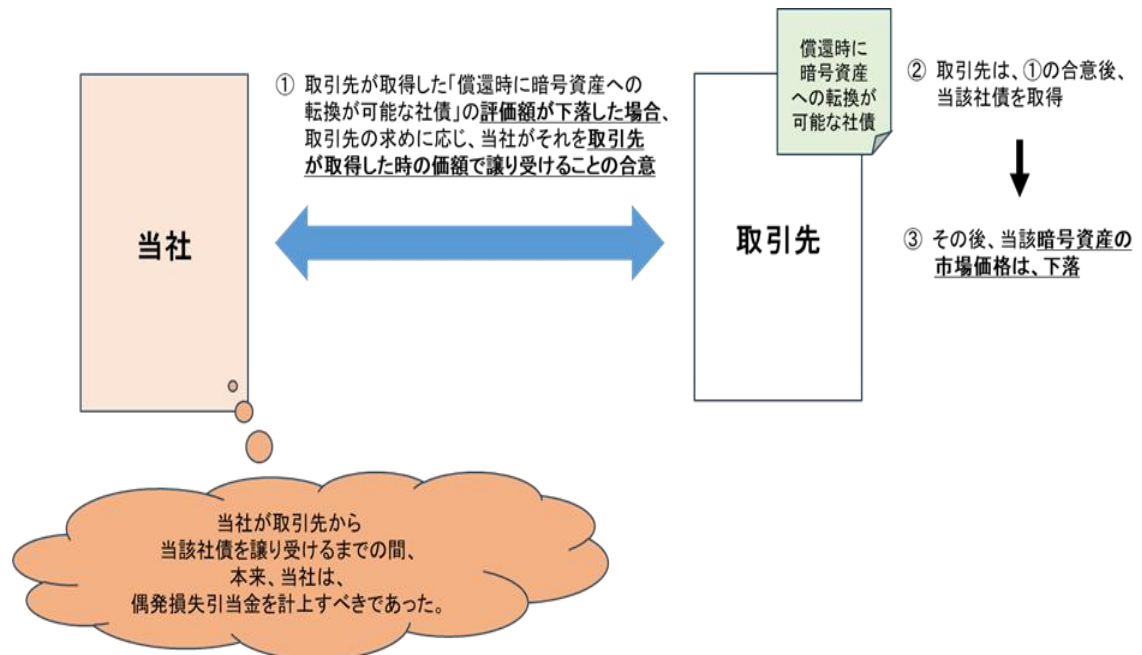 当社
① 取引先が取得した「償還時に暗号資産への
転換が可能な社債」の評価額が下落した場合、
取引先の求めに応じ、当社がそれを取引先
が取得した時の価額で譲り受けることの合意
償還時に
暗号資産
への転換が
可能な社債
取引先
② 取引先は、①の合意後、
当該社債を取得
③ その後、当該暗号資産の
市場価格は、下落
当社が取引先から
当該社債を譲り受けるまでの間、
本来、当社は、
偶発損失引当金を計上すべきであった。